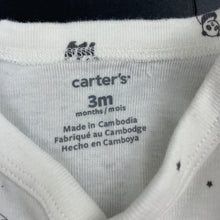 carter's®
3m
months / mois
Made in Cambodia
Fabriqué au Cambodge
Hecho en Camboya